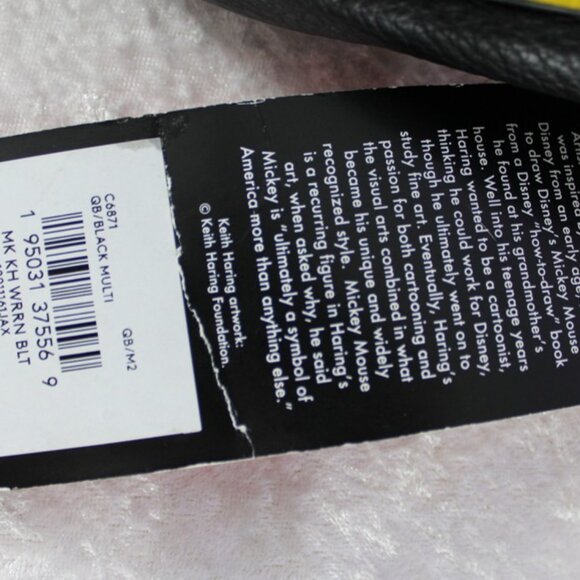 was inspired
Disney from an early age
to draw Disney's Mickey Mouse
from a Disney "how-to-draw" book
he found at his grandmother's
house. Well into his teenage years
Haring wanted to be a cartoonist,
thinking he could work for Disney,
though he ultimately went on to
study fine art. Eventually, Haring's
passion for both cartooning and
the visual arts combined in what
became his unique and widely
recognized style. Mickey Mouse
is a recurring figure in Haring's
art, when asked why, he said
Mickey is "ultimately a symbol of
America more than anything else."
Keith Haring artwork:
© Keith Haring Foundation.
C6871
QB/BLACK MULTI
QB/M2
1 95031 37556 9
MK KH WRRN BLT